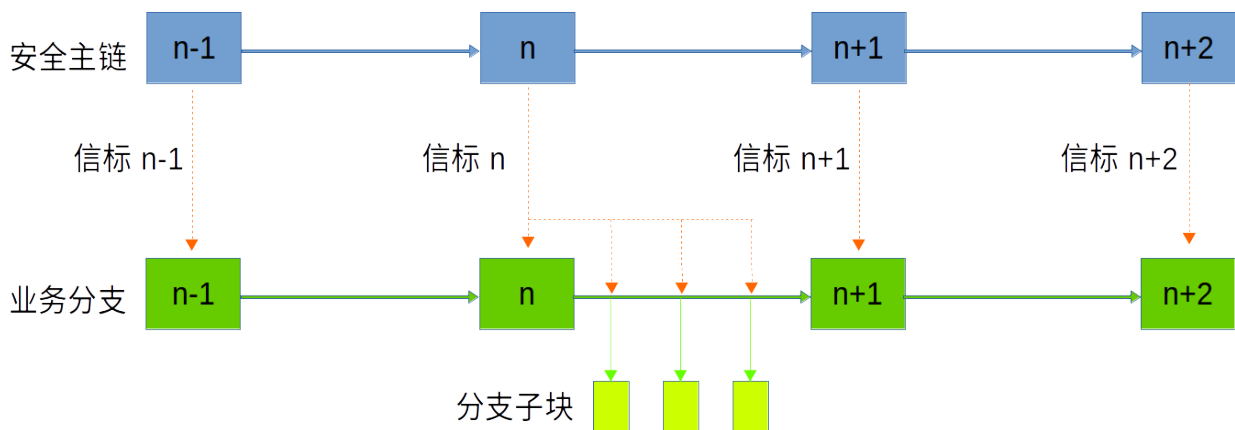 安全主链
n-1
n
n+1
n+2
信标 n-1
信标 n
信标 n+1
信标 n+2
业务分支
n-1
n
n+1
n+2
分支子块